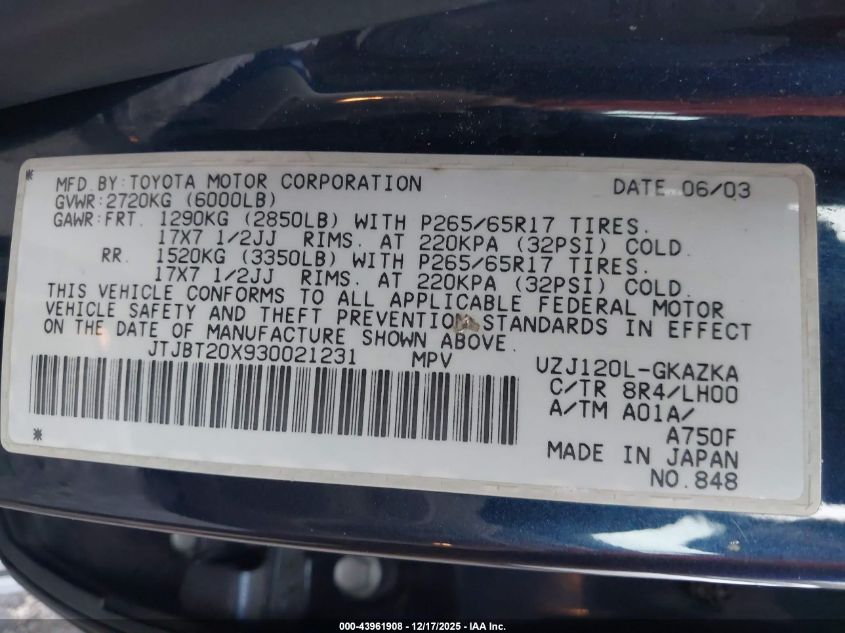 MFD. BY: TOYOTA MOTOR CORPORATION DATE 06/03
GVWR: 2720KG (6000LB)
GAWR: FRT. 1290KG (2850LB) WITH P265/65R17 TIRES.
17X7 1/2JJ RIMS. AT 220KPA (32PSI) COLD.
RR. 1520KG (3350LB) WITH P265/65R17 TIRES.
17X7 1/2JJ RIMS. AT 220KPA (32PSI) COLD.
THIS VEHICLE CONFORMS TO ALL APPLICABLE FEDERAL MOTOR
VEHICLE SAFETY AND THEFT PREVENTION STANDARDS IN EFFECT
ON THE DATE OF MANUFACTURE SHOWN ABOVE.
JTJBT20X930021231 MPV
UZJ120L-GKAZKA
C/TR 8R4/LH00
A/TM A01A/
A750F
MADE IN JAPAN
NO. 848
000-43961908 - 12/17/2025 - IAA Inc.